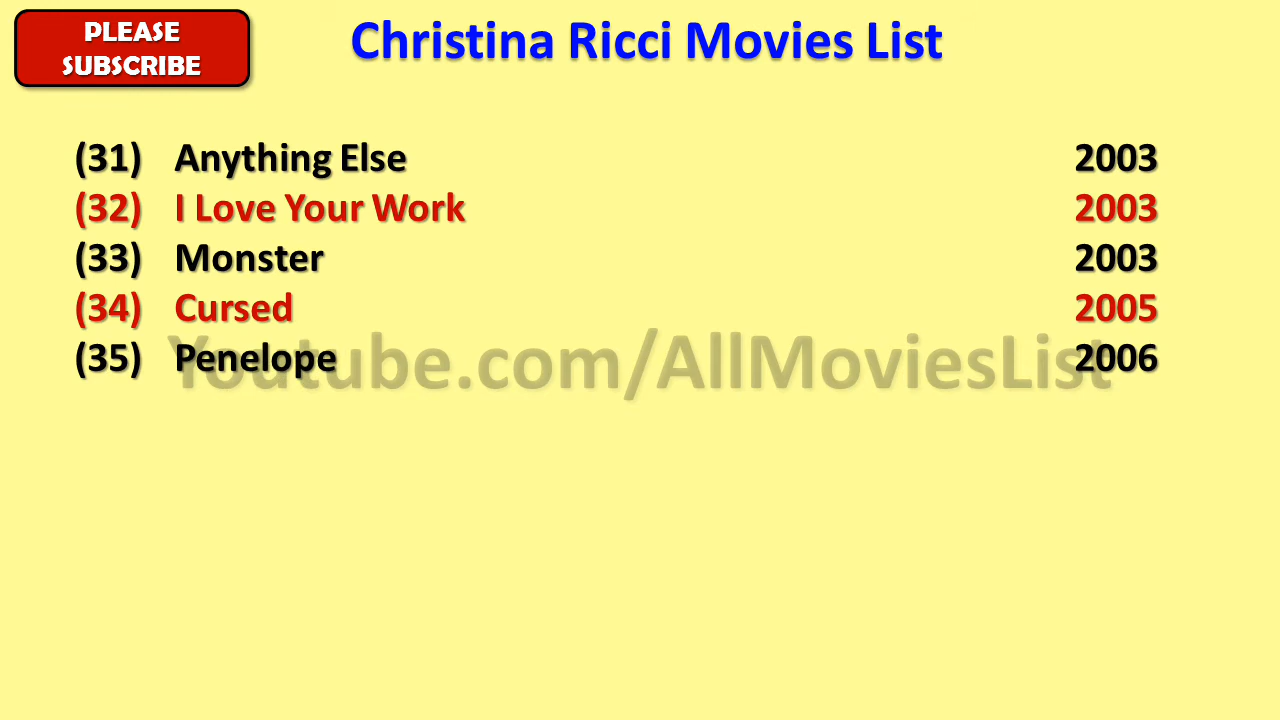 PLEASE
SUBSCRIBE
Christina Ricci Movies List
(31) Anything Else 2003
(32) I Love Your Work 2003
(33) Monster 2003
(34) Cursed 2005
(35) Penelope 2006
Youtube.com/AllMoviesList